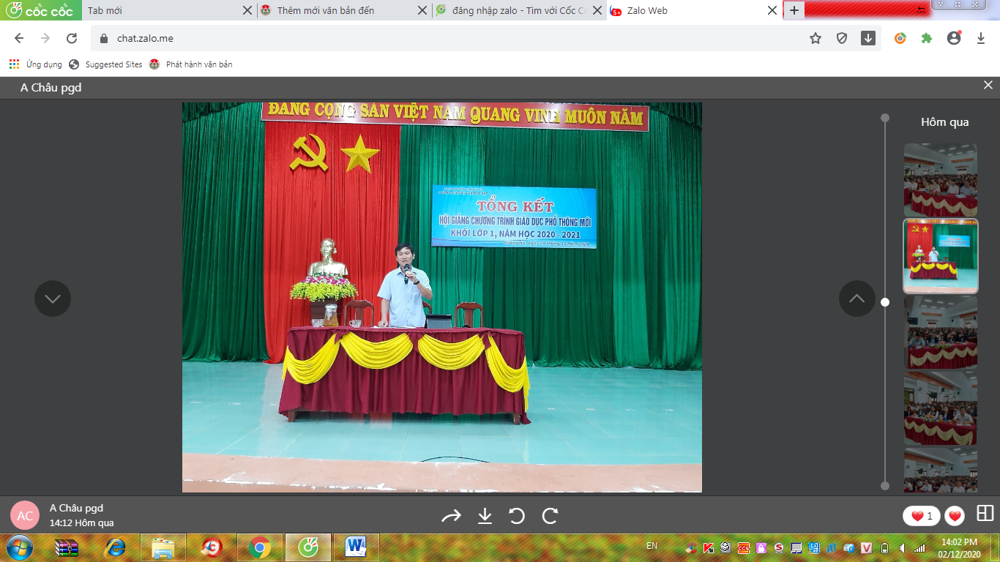 cốc cốc
Tab mới
Thêm mới văn bản đến
đăng nhập zalo - Tìm với Cốc Cố
5+
Zalo Web
chat.zalo.me
Ứng dụng
Suggested Sites
Phát hành văn bản
A Châu pgd
Hôm qua
ĐẢNG CỘNG SẢN VIỆT NAM QUANG VINH MUÔN NĂM
TỔNG KẾT
HỘI GIẢNG CHƯƠNG TRÌNH GIÁO DỤC PHỔ THÔNG MỚI
KHỐI LỚP 1, NĂM HỌC 2020 - 2021
AC
A Châu pgd
14:12 Hôm qua
1
EN
14:02 PM
02/12/2020